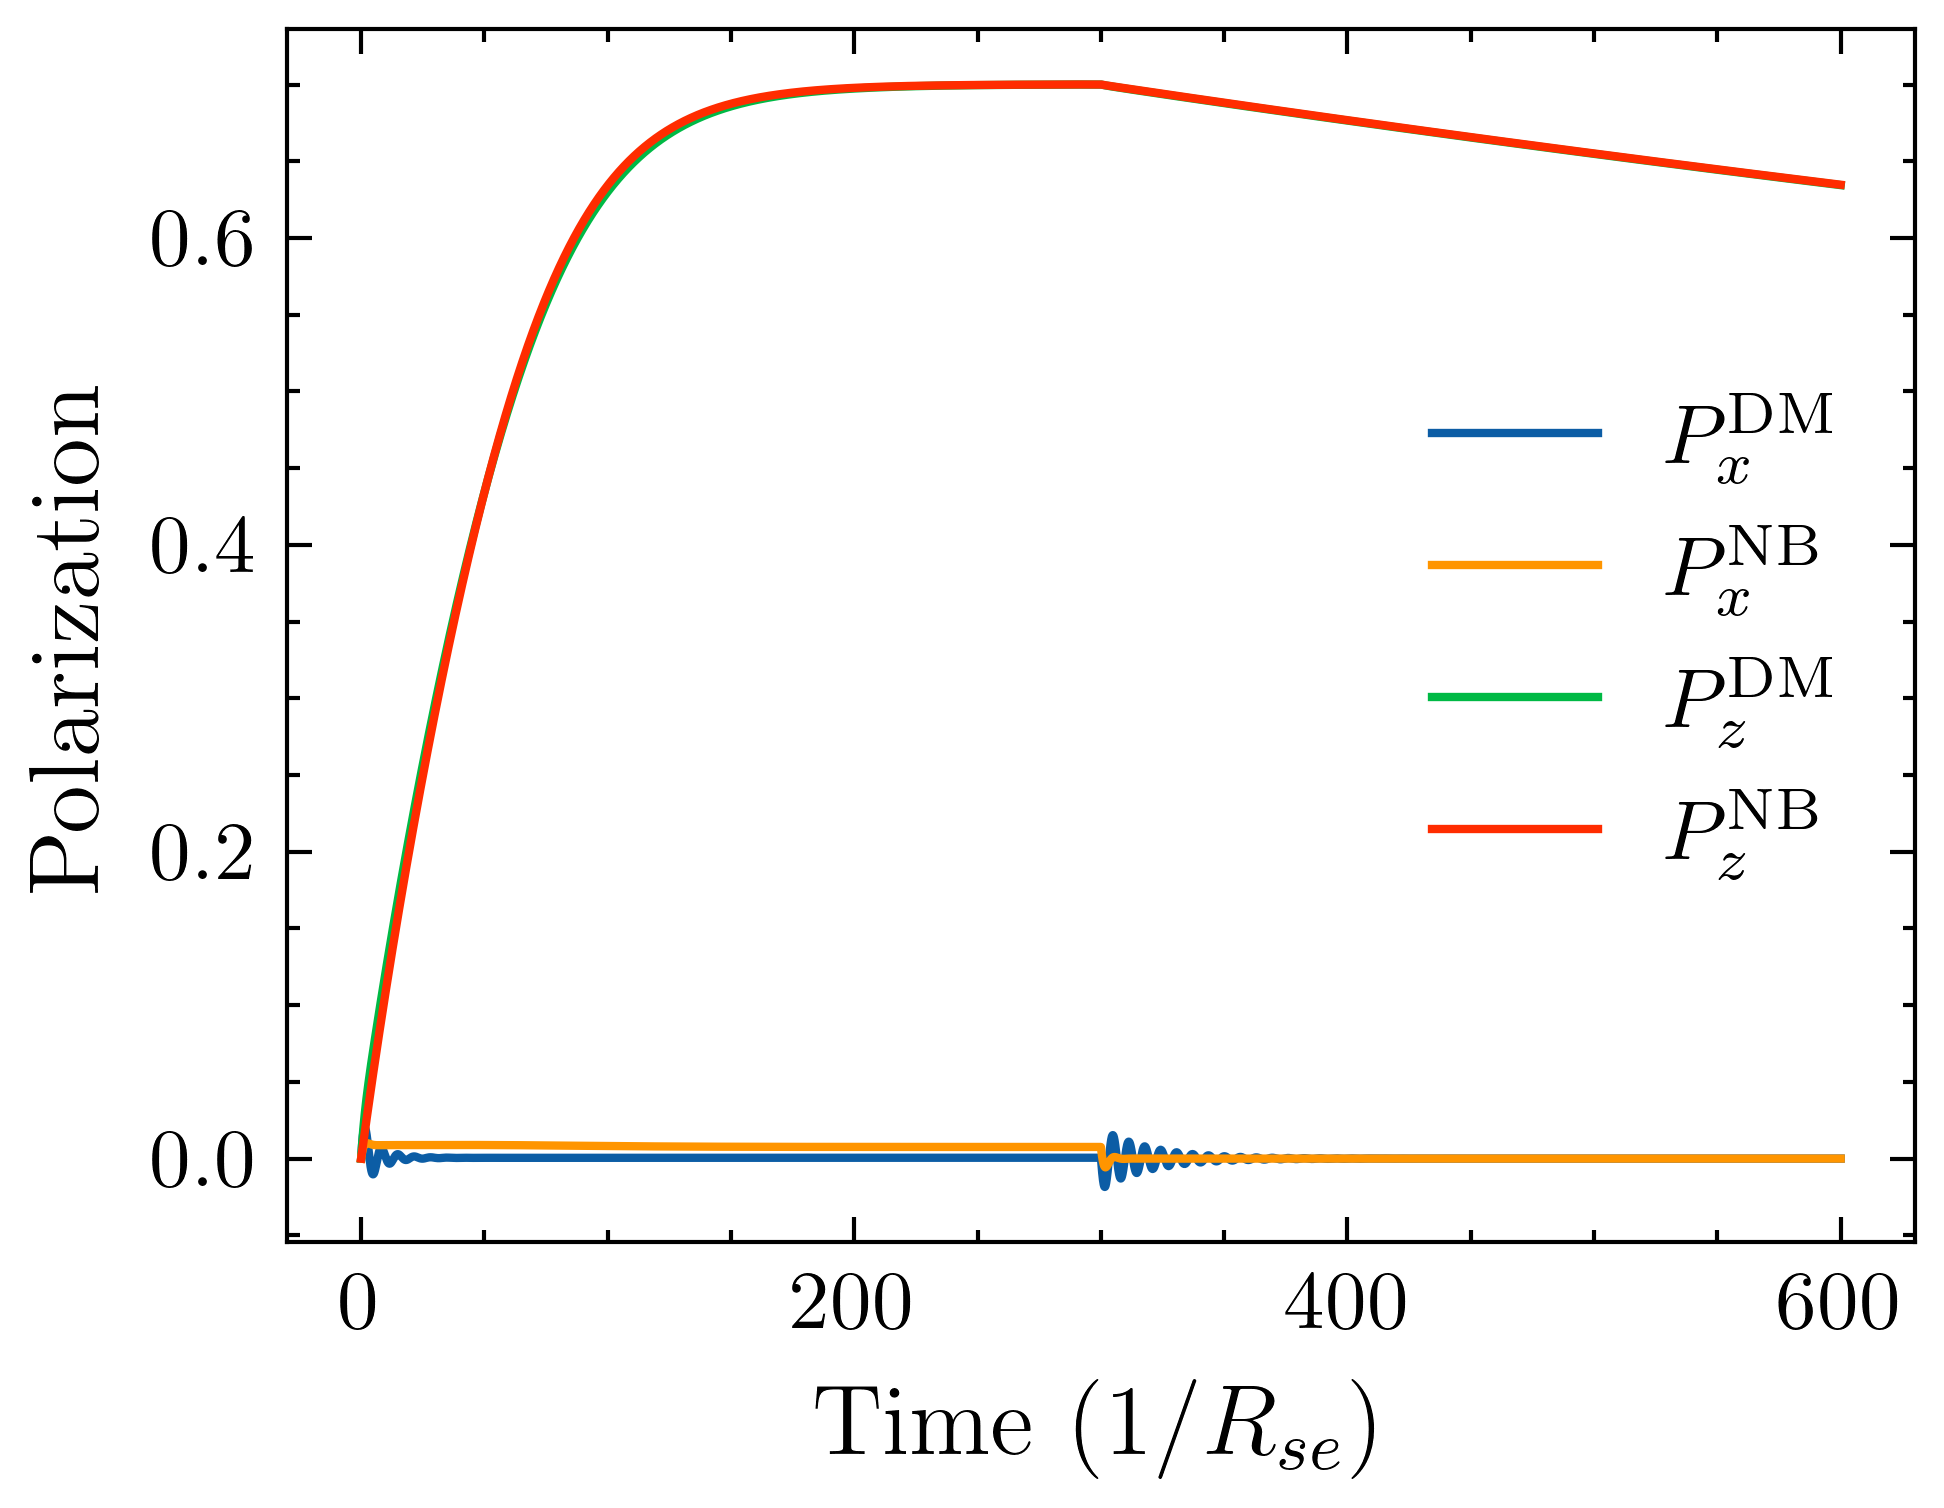 Polarization
0.6
0.4
0.2
0.0
P_x^DM
P_x^NB
P_z^DM
P_z^NB
0 200 400 600
Time (1/R_se)